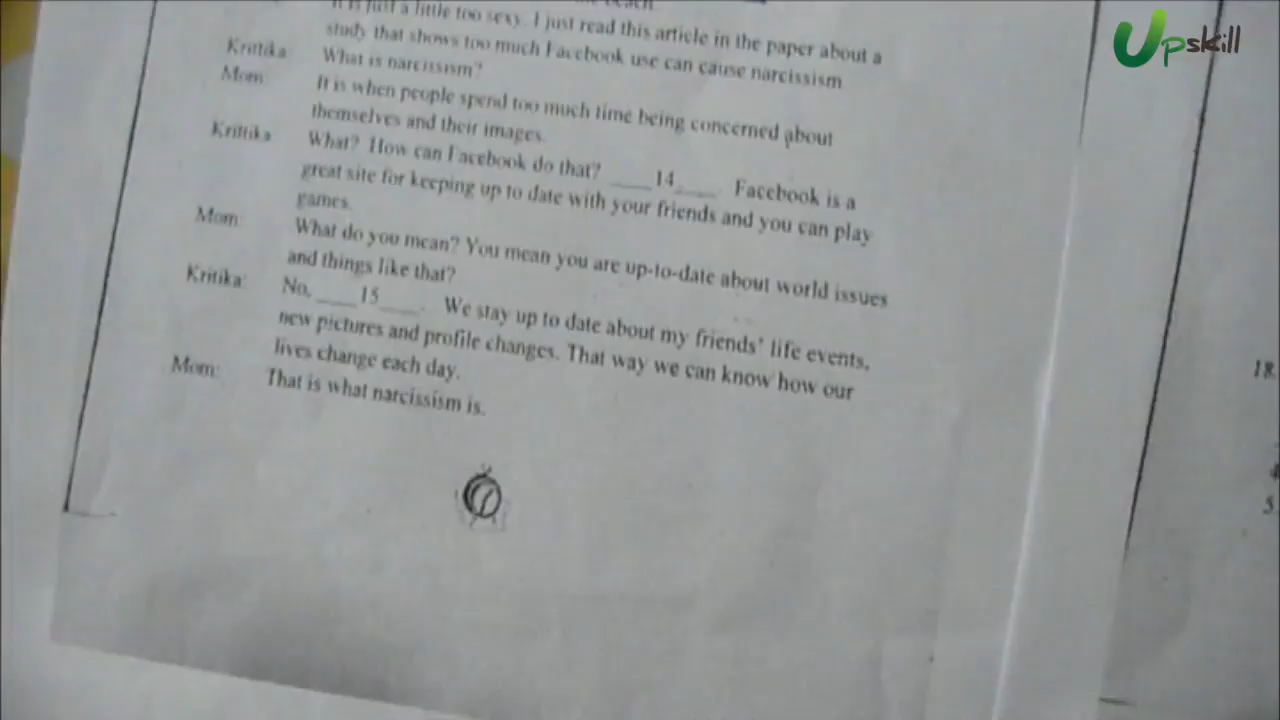 Upskill
It is just a little too sexy. I just read this article in the paper about a
study that shows too much Facebook use can cause narcissism
Krittika: What is narcissism?
Mom: It is when people spend too much time being concerned about
themselves and their images.
Krittika What? How can Facebook do that? ____14____. Facebook is a
great site for keeping up to date with your friends and you can play
games.
Mom: What do you mean? You mean you are up-to-date about world issues
and things like that?
Kritika: No, ____15____. We stay up to date about my friends' life events,
new pictures and profile changes. That way we can know how our
lives change each day.
Mom: That is what narcissism is.
18.
5